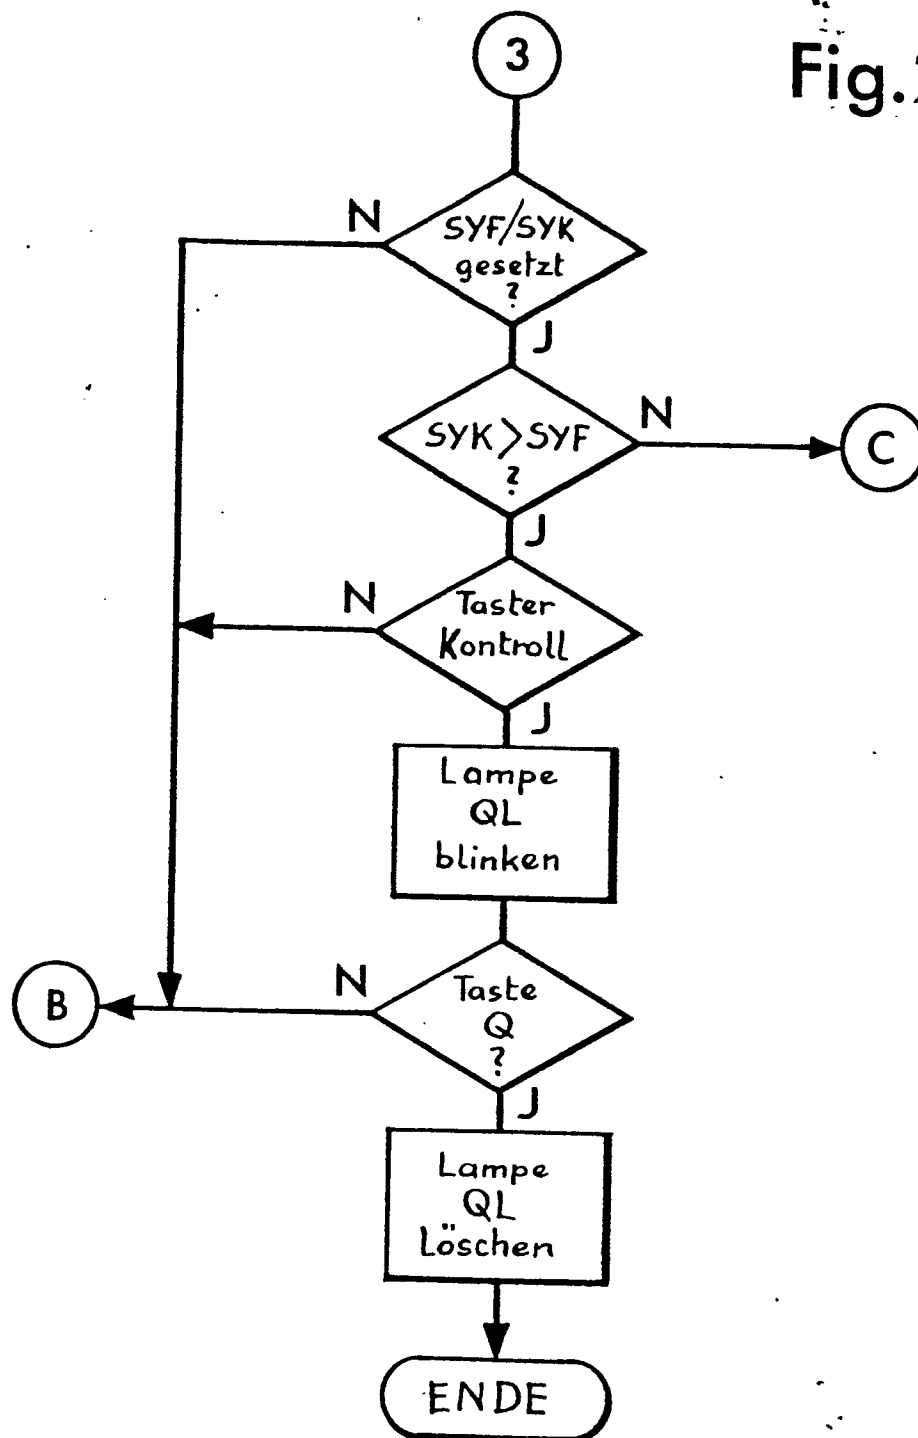 3
Fig.
N
SYF/SYK
gesetzt
?
J
SYK>SYF
?
N
C
J
N
Taster
Kontroll
J
Lampe
QL
blinken
B
N
Taste
Q
?
J
Lampe
QL
Löschen
ENDE